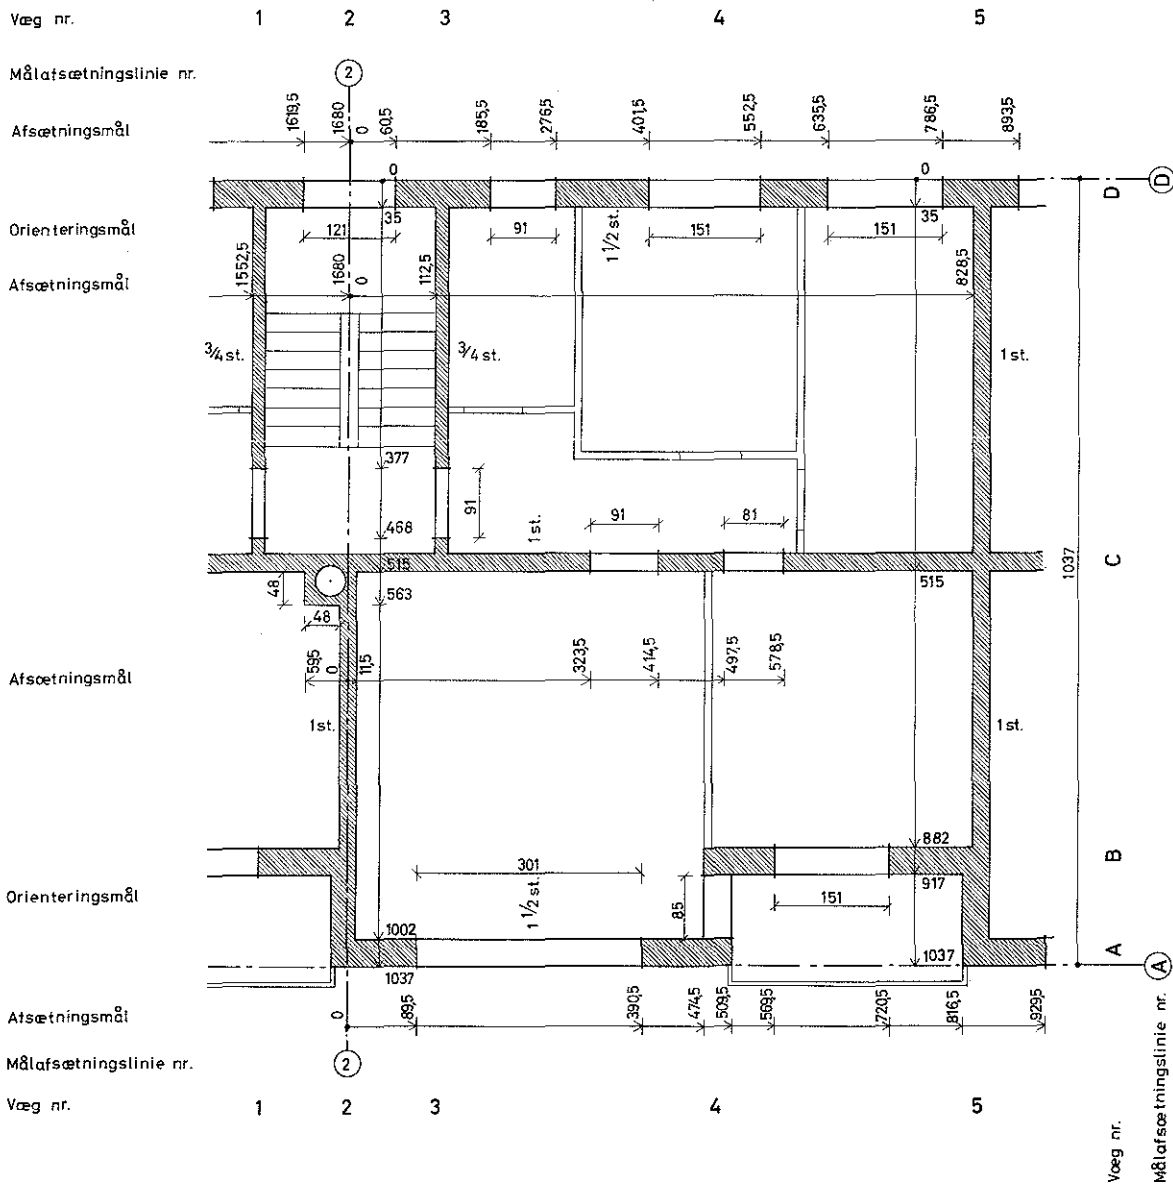 Væg nr. 1 2 3 4 5
Målafsætningslinie nr. 2
Afsætningsmål 1619,5 1680 0 60,5 185,5 276,5 401,5 552,5 635,5 786,5 893,5
0 0 D D
35 35
Orienteringsmål 121 91 1 1/2 st. 151 151
Afsætningsmål 1552,5 1680 0 112,5 828,5
3/4 st. 3/4 st. 1 st.
377
91
468 1 st. 91 81
515 515 C 1037
48 563
48
Afsætningsmål 59,5 0 11,5 323,5 414,5 497,5 578,5
1 st. 1 st.
882 B
301
917
Orienteringsmål 1 1/2 st. 85 151
1002 A
1037 1037 A
Afsætningsmål 0 89,5 390,5 474,5 509,5 569,5 720,5 816,5 929,5
Målafsætningslinie nr. 2
Væg nr. 1 2 3 4 5
Væg nr.
Målafsætningslinie nr.